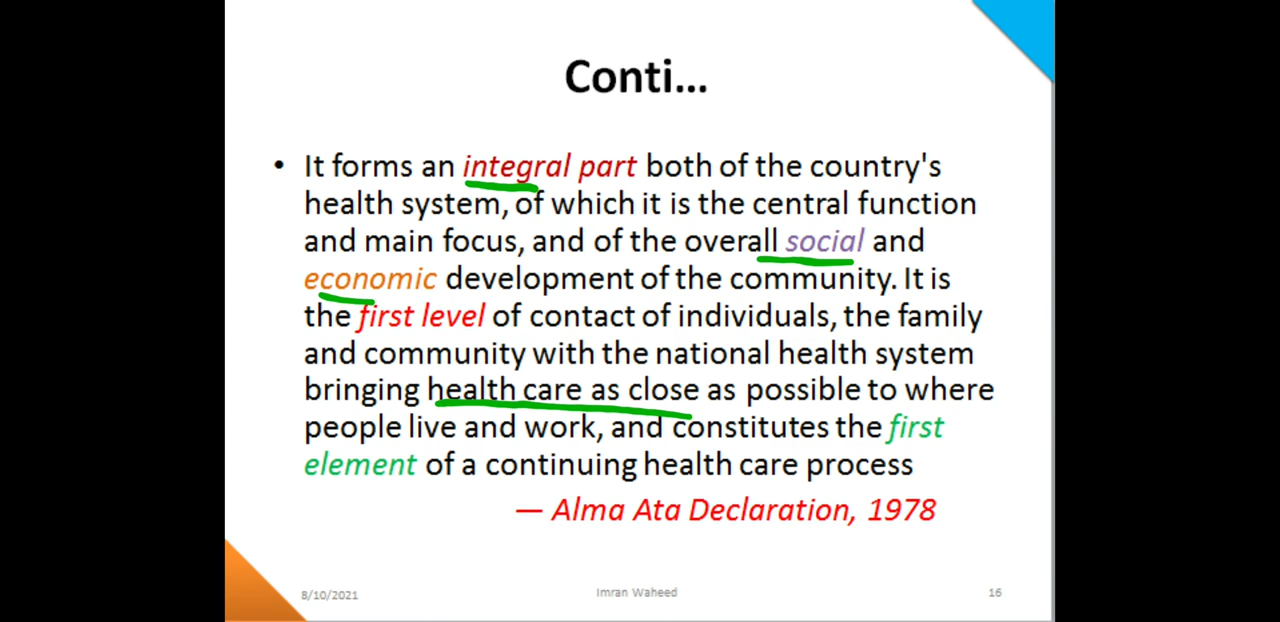 Conti...
• It forms an integral part both of the country's
health system, of which it is the central function
and main focus, and of the overall social and
economic development of the community. It is
the first level of contact of individuals, the family
and community with the national health system
bringing health care as close as possible to where
people live and work, and constitutes the first
element of a continuing health care process
— Alma Ata Declaration, 1978
8/10/2021
Imran Waheed
16